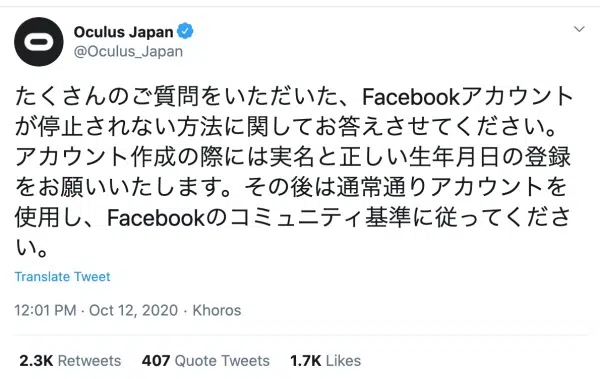 Oculus Japan
@Oculus_Japan
たくさんのご質問をいただいた、Facebookアカウント
が停止されない方法に関してお答えさせてください。
アカウント作成の際には実名と正しい生年月日の登録
をお願いいたします。その後は通常通りアカウントを
使用し、Facebookのコミュニティ基準に従ってくださ
い。
Translate Tweet
12:01 PM · Oct 12, 2020 · Khoros
2.3K Retweets 407 Quote Tweets 1.7K Likes